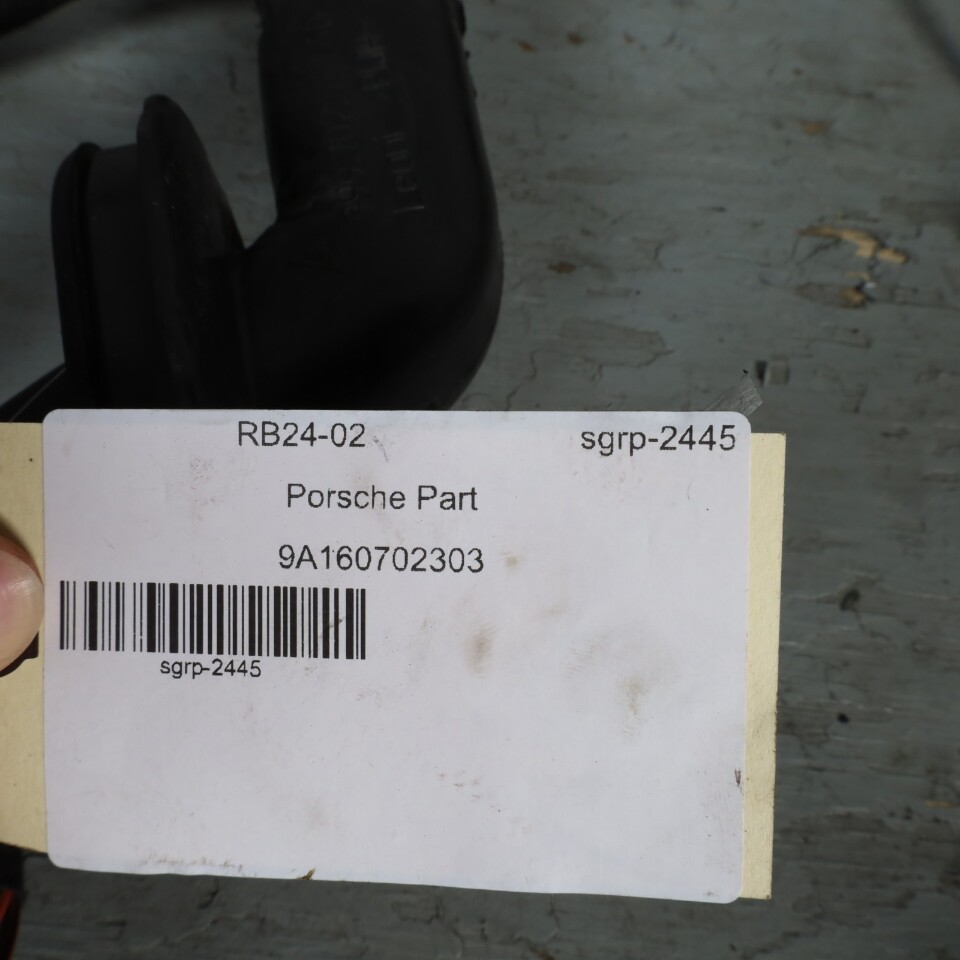 RB24-02 sgrp-2445
Porsche Part
9A160702303
sgrp-2445